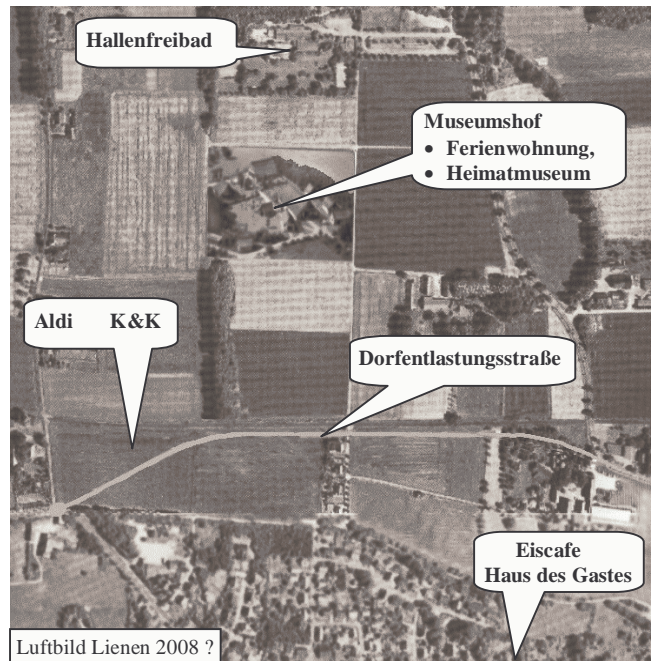 Hallenfreibad
Museumshof
• Ferienwohnung,
• Heimatmuseum
Aldi K&K
Dorfentlastungsstraße
Eiscafe
Haus des Gastes
Luftbild Lienen 2008 ?